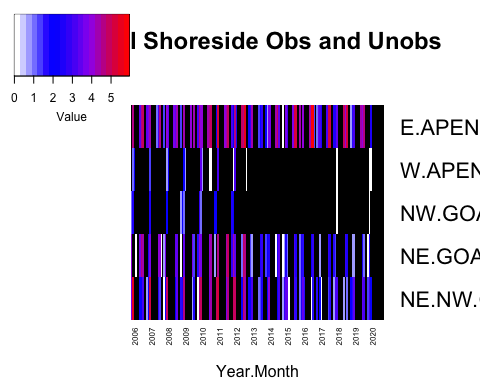 l Shoreside Obs and Unobs
0 1 2 3 4 5
Value
E.APEN
W.APEN
NW.GOA
NE.GOA
NE.NW.
2006 2007 2008 2009 2010 2011 2012 2013 2014 2015 2016 2017 2018 2019 2020
Year.Month